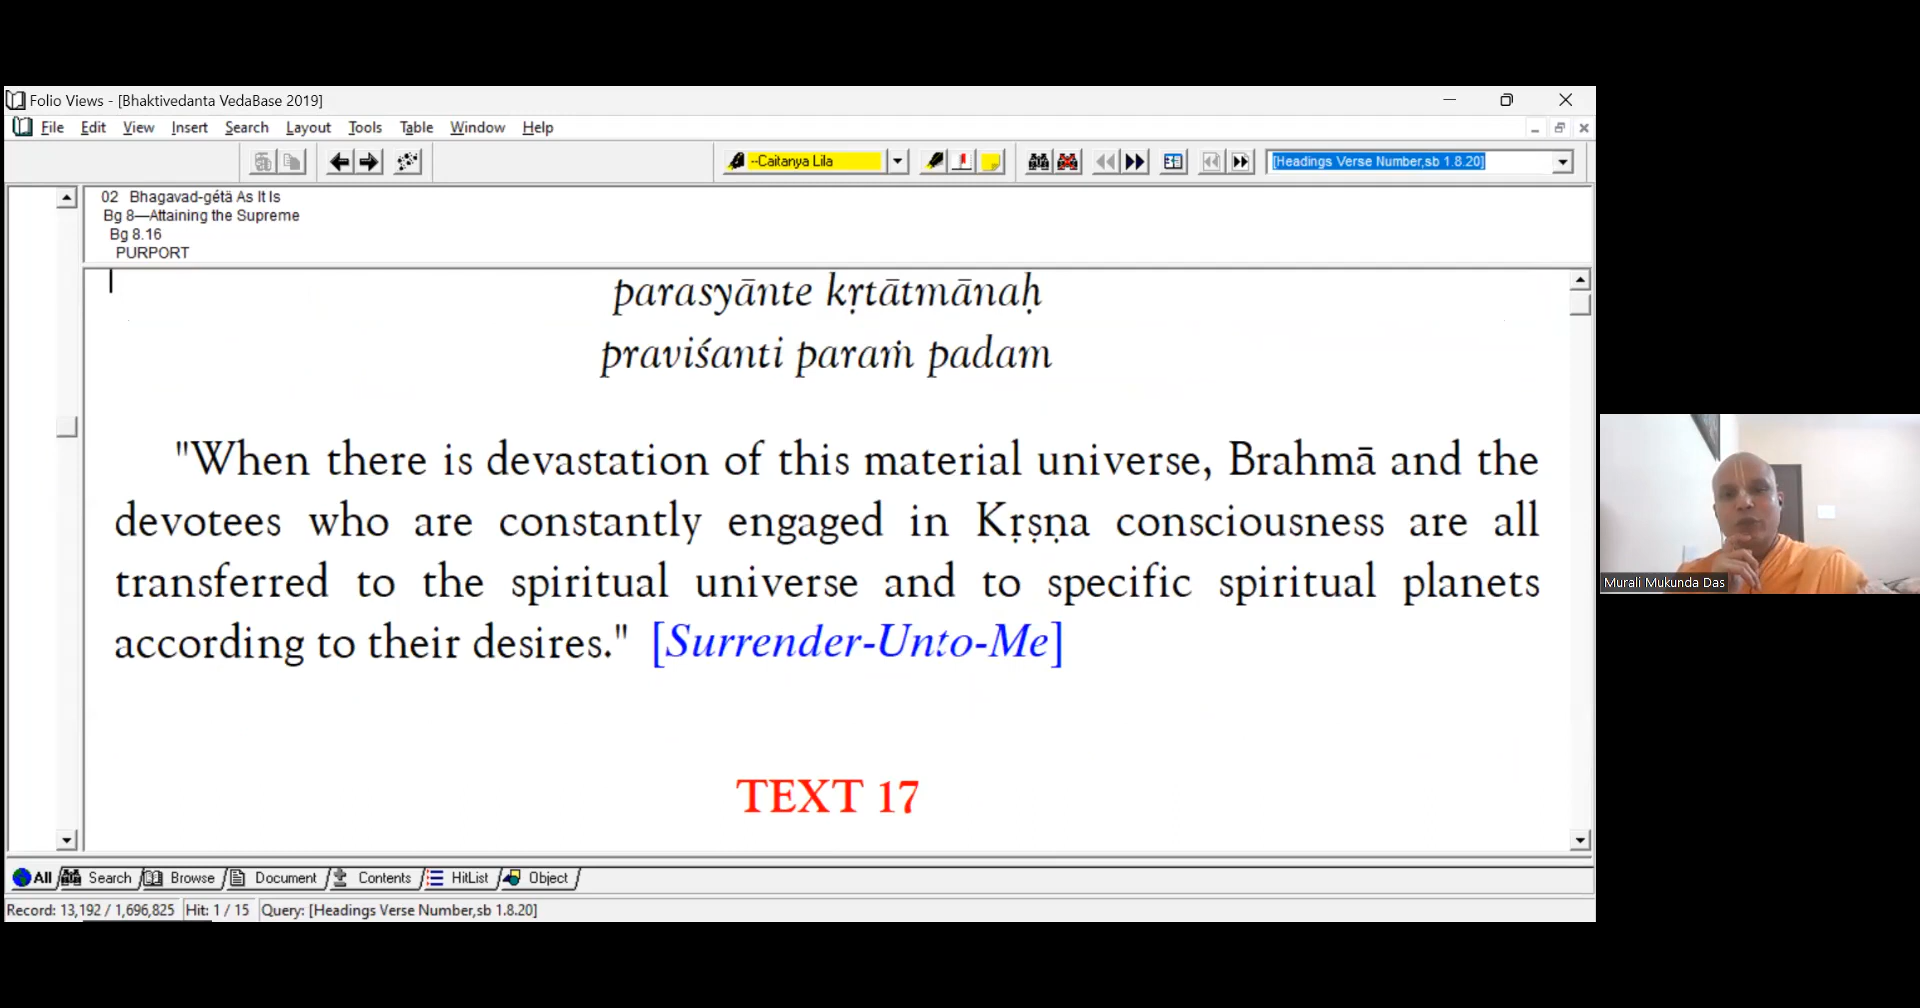 Folio Views - [Bhaktivedanta VedaBase 2019]
File Edit View Insert Search Layout Tools Table Window Help
--Caitanya Lila
[Headings Verse Number,sb 1.8.20]
02 Bhagavad-gétä As It Is
Bg 8—Attaining the Supreme
Bg 8.16
PURPORT
parasyānte kṛtātmānaḥ
praviśanti paraṁ padam
"When there is devastation of this material universe, Brahmā and the
devotees who are constantly engaged in Kṛṣṇa consciousness are all
transferred to the spiritual universe and to specific spiritual planets
according to their desires." [Surrender-Unto-Me]
TEXT 17
Murali Mukunda Das
All Search Browse Document Contents HitList Object
Record: 13,192 / 1,696,825 Hit: 1 / 15 Query: [Headings Verse Number,sb 1.8.20]